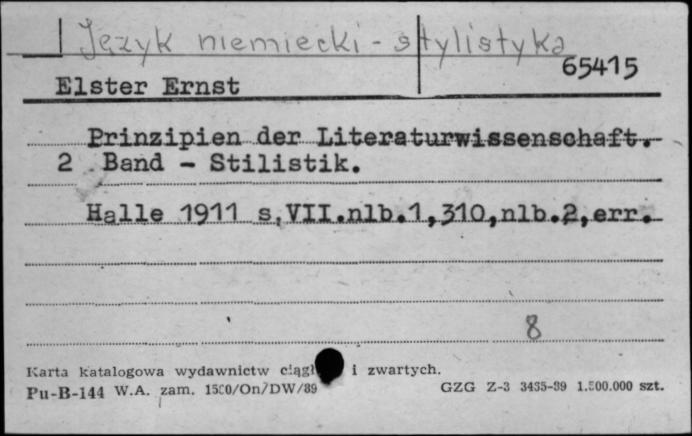 Język niemiecki - stylistyka
65415
Elster Ernst
Prinzipien der Literaturwissenschaft.
2 Band - Stilistik.
Halle 1911 s.VII.nlb.1,310,nlb.2,err.
8
Karta katalogowa wydawnictw ciągł i zwartych.
Pu-B-144 W.A. zam. 1500/On/DW/89 GZG Z-3 3435-89 1.500.000 szt.